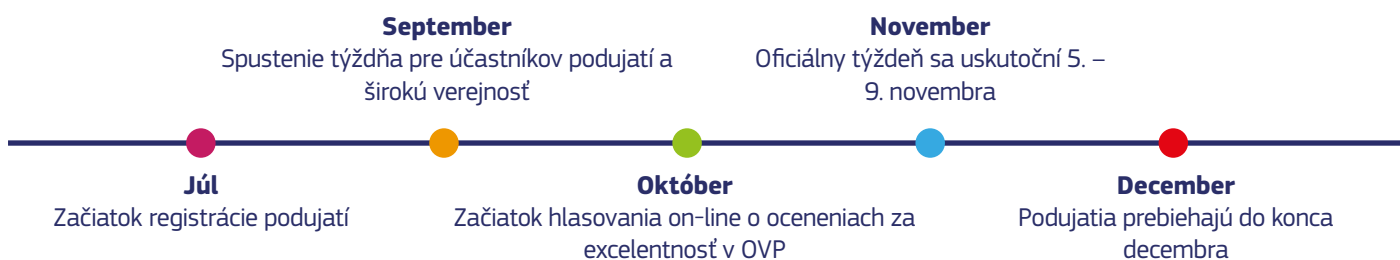 September
Spustenie týždňa pre účastníkov podujatí a
širokú verejnosť
November
Oficiálny týždeň sa uskutoční 5. –
9. novembra
Júl
Začiatok registrácie podujatí
Október
Začiatok hlasovania on-line o oceneniach za
excelentnosť v OVP
December
Podujatia prebiehajú do konca
decembra